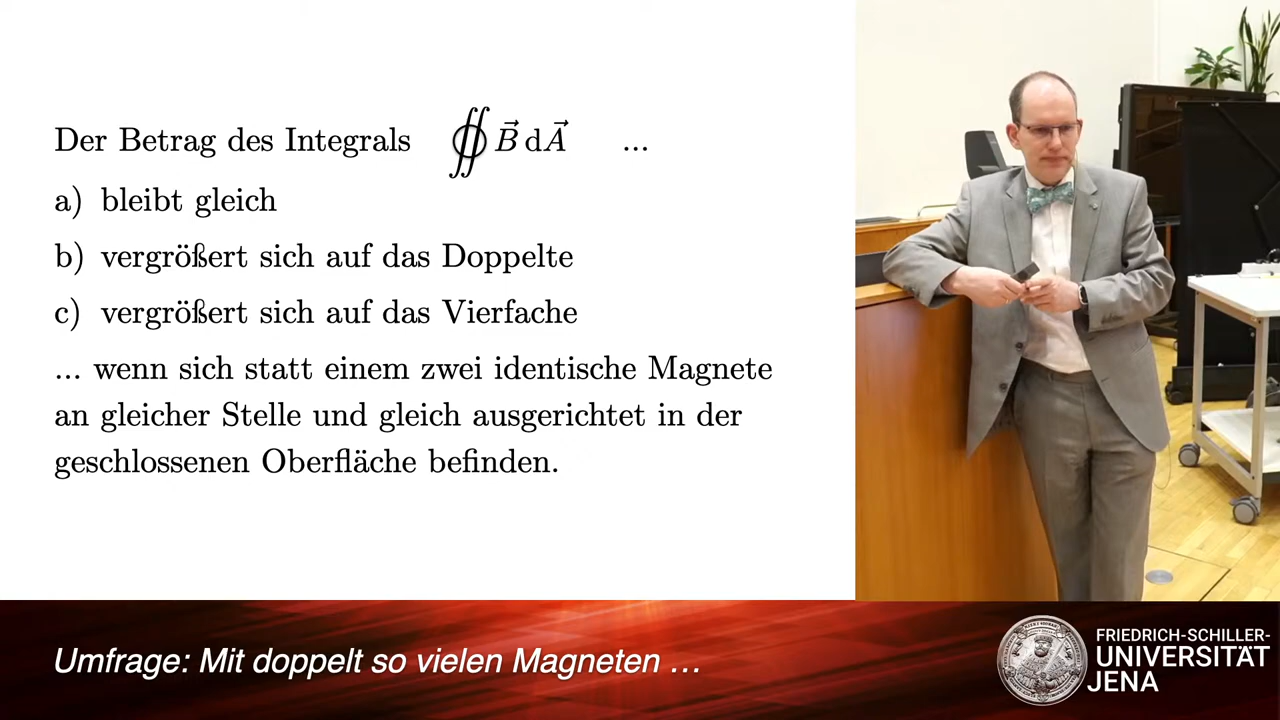 Der Betrag des Integrals ∯ B⃗ dA⃗ ...
a) bleibt gleich
b) vergrößert sich auf das Doppelte
c) vergrößert sich auf das Vierfache
... wenn sich statt einem zwei identische Magnete
an gleicher Stelle und gleich ausgerichtet in der
geschlossenen Oberfläche befinden.
Umfrage: Mit doppelt so vielen Magneten ...
FRIEDRICH-SCHILLER-
UNIVERSITÄT
JENA